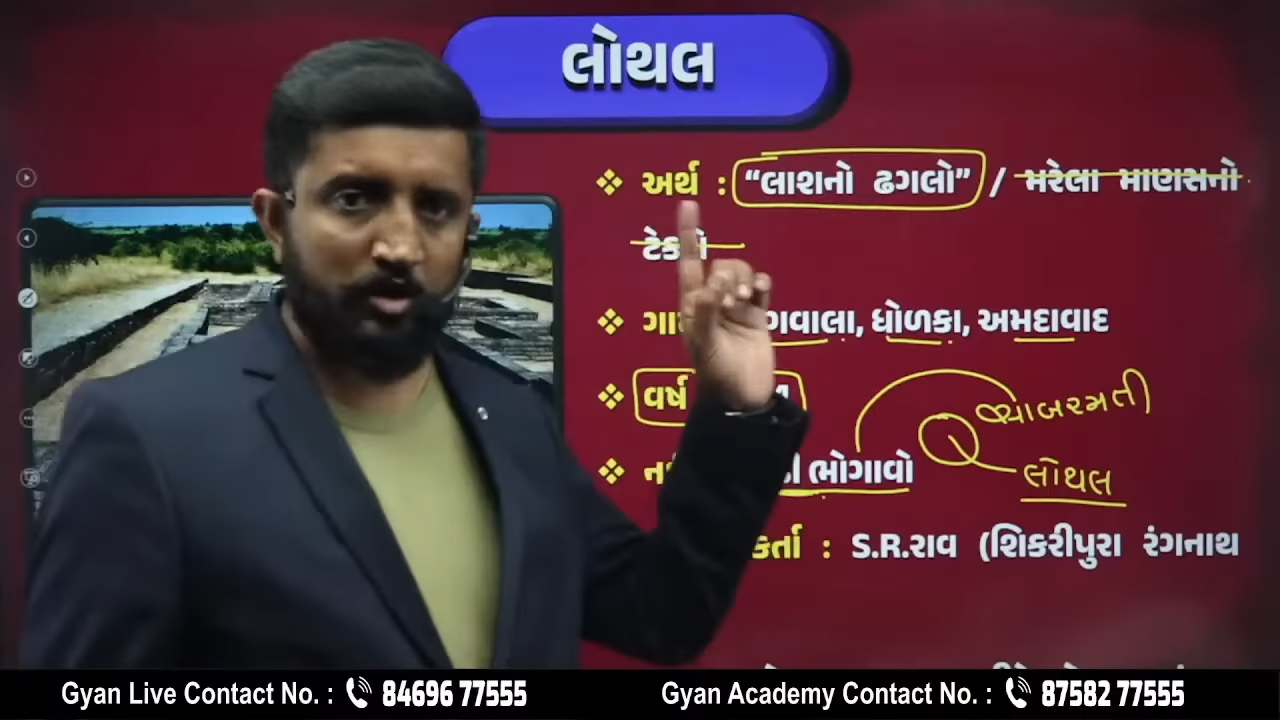 લોથલ
❖ અર્થ : “લાશનો ઢગલો” / મરેલા માણસનો
❖ ધોળકા, અમદાવાદ
❖ વર્ષ
સાબરમતી
❖ ભોગાવો
લોથલ
S.R.રાવ (શિકરીપુરા રંગનાથ
Gyan Live Contact No. : 84696 77555
Gyan Academy Contact No. : 87582 77555